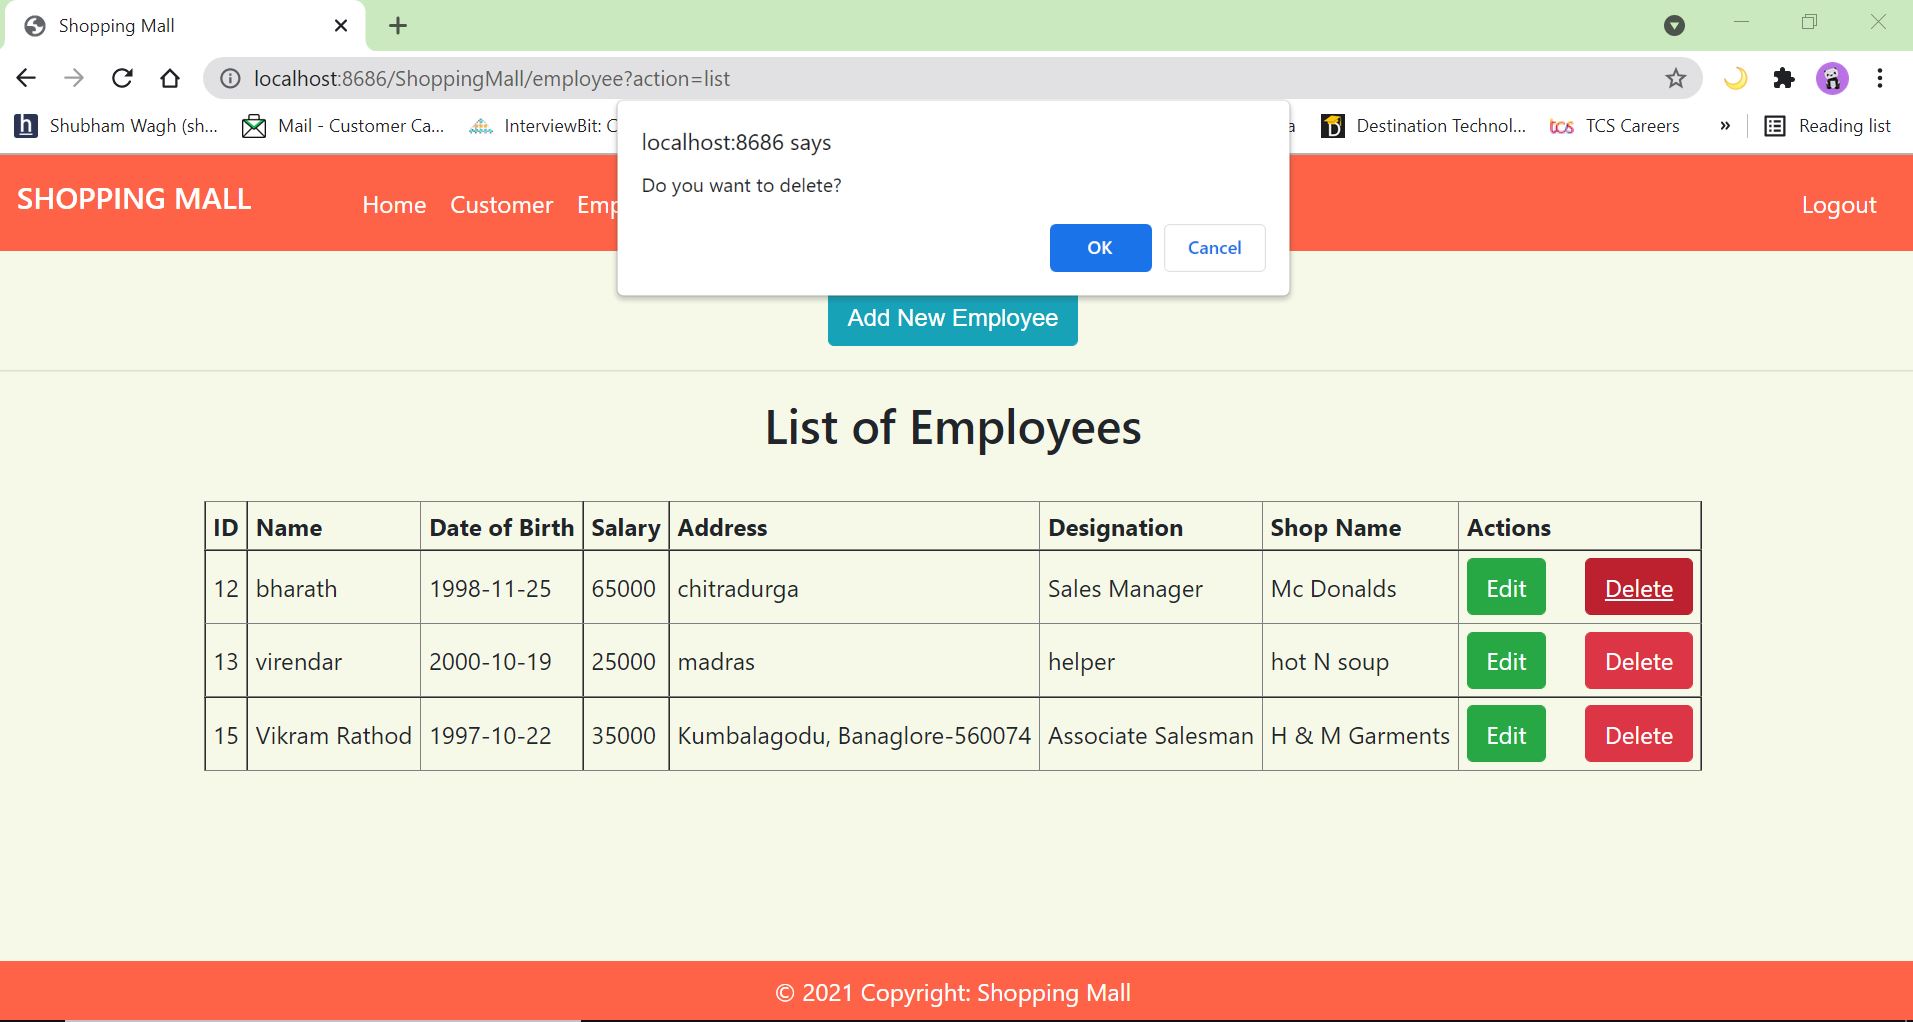 Shopping Mall
localhost:8686/ShoppingMall/employee?action=list
Shubham Wagh (sh... Mail - Customer Ca... InterviewBit: Destination Technol... tcs TCS Careers » Reading list
localhost:8686 says
Do you want to delete?
OK Cancel
SHOPPING MALL Home Customer Logout
Add New Employee
List of Employees
ID Name Date of Birth Salary Address Designation Shop Name Actions
12 bharath 1998-11-25 65000 chitradurga Sales Manager Mc Donalds Edit Delete
13 virendar 2000-10-19 25000 madras helper hot N soup Edit Delete
15 Vikram Rathod 1997-10-22 35000 Kumbalagodu, Banaglore-560074 Associate Salesman H & M Garments Edit Delete
© 2021 Copyright: Shopping Mall